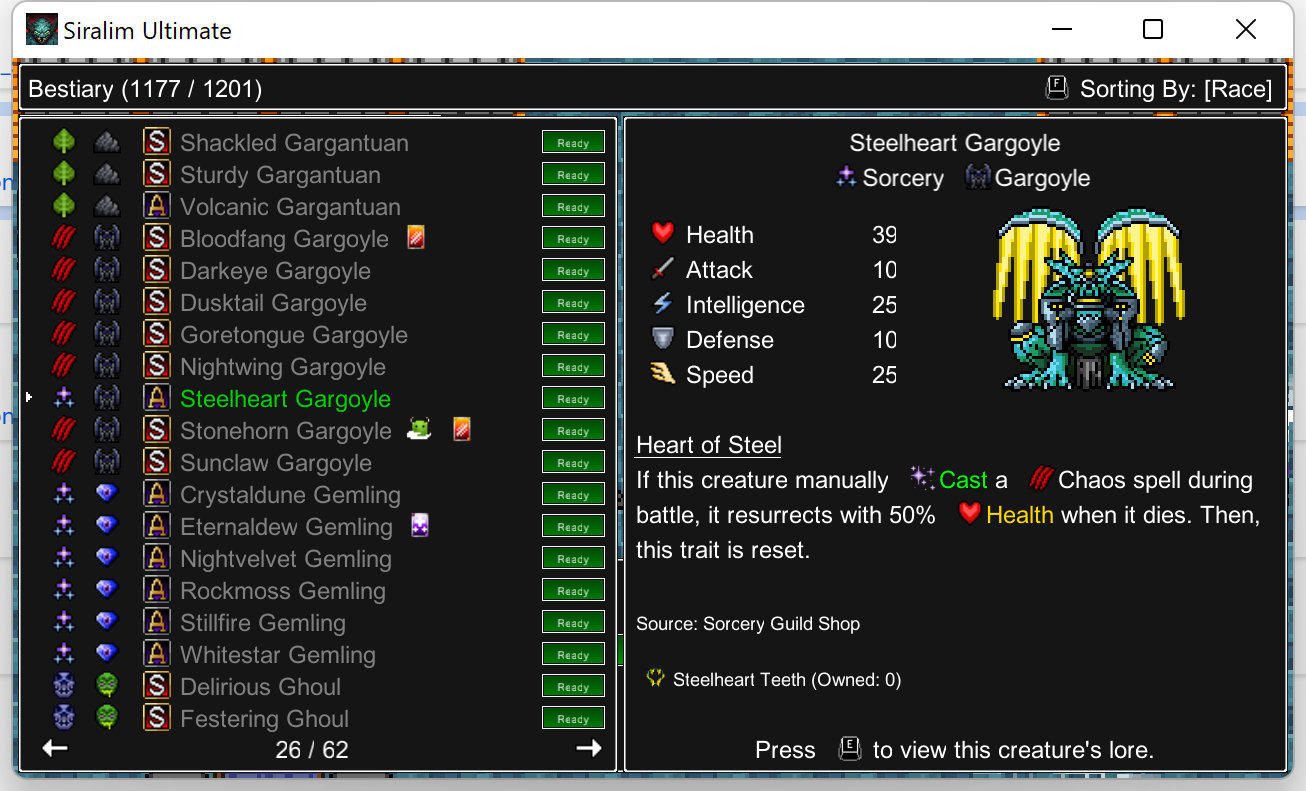 Siralim Ultimate
Bestiary (1177 / 1201)
F Sorting By: [Race]
S Shackled Gargantuan Ready
S Sturdy Gargantuan Ready
A Volcanic Gargantuan Ready
S Bloodfang Gargoyle Ready
S Darkeye Gargoyle Ready
S Dusktail Gargoyle Ready
S Goretongue Gargoyle Ready
S Nightwing Gargoyle Ready
A Steelheart Gargoyle Ready
S Stonehorn Gargoyle Ready
S Sunclaw Gargoyle Ready
A Crystaldune Gemling Ready
A Eternaldew Gemling Ready
A Nightvelvet Gemling Ready
A Rockmoss Gemling Ready
A Stillfire Gemling Ready
A Whitestar Gemling Ready
S Delirious Ghoul Ready
S Festering Ghoul Ready
26 / 62
Steelheart Gargoyle
Sorcery Gargoyle
Health 39
Attack 10
Intelligence 25
Defense 10
Speed 25
Heart of Steel
If this creature manually Cast a Chaos spell during
battle, it resurrects with 50% Health when it dies. Then,
this trait is reset.
Source: Sorcery Guild Shop
Steelheart Teeth (Owned: 0)
Press E to view this creature's lore.